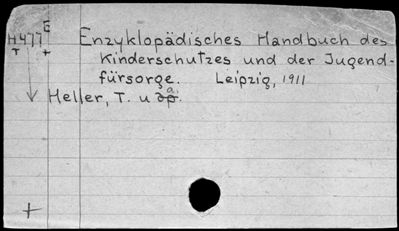 E
H477 Enzyklopädisches Handbuch des
T + Kinderschutzes und der Jugend-
fürsorge. Leipzig, 1911
Heller, T. u a.
+